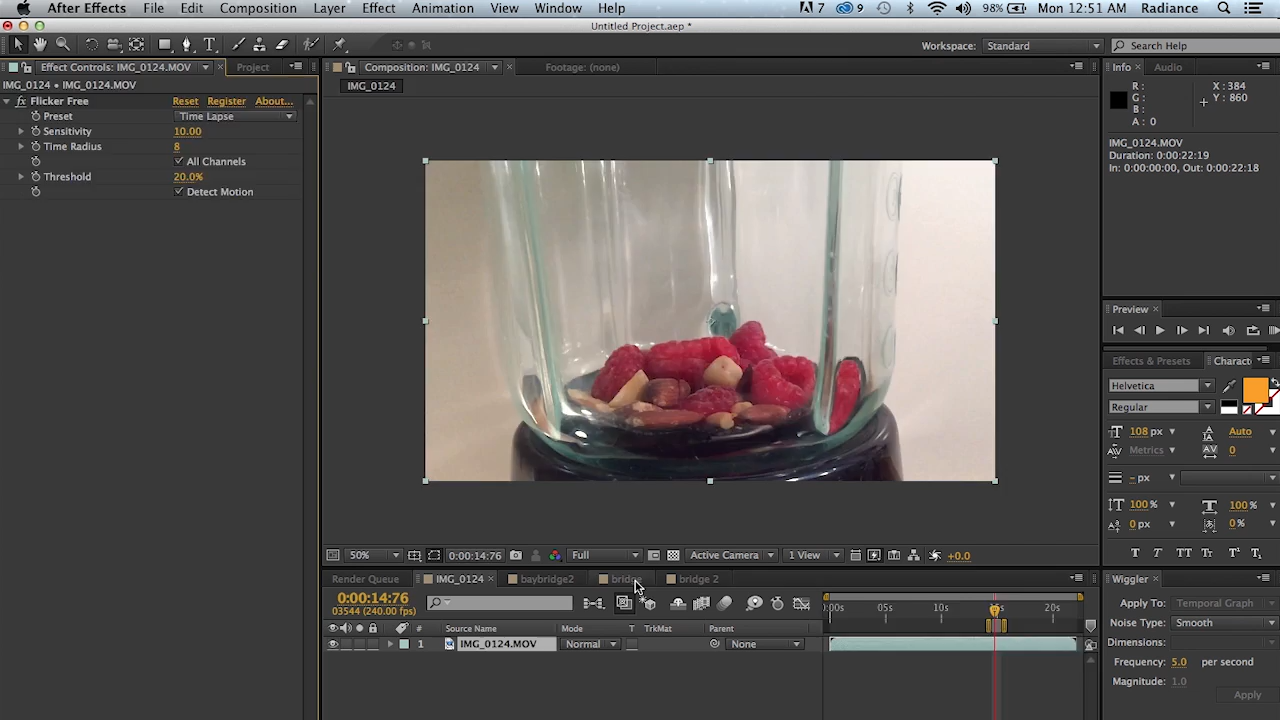 After Effects File Edit Composition Layer Effect Animation View Window Help 7 9 98% Mon 12:51 AM Radiance
Untitled Project.aep *
Workspace: Standard Search Help
Effect Controls: IMG_0124.MOV Project
Composition: IMG_0124 Footage: (none)
Info Audio
IMG_0124 • IMG_0124.MOV
IMG_0124
fx Flicker Free Reset Register About...
Preset Time Lapse
Sensitivity 10.00
Time Radius 8
All Channels
Threshold 20.0%
Detect Motion
R :
G :
B :
A : 0
X : 384
Y : 860
IMG_0124.MOV
Duration: 0:00:22:19
In: 0:00:00:00, Out: 0:00:22:18
Preview
Effects & Presets Charac
Helvetica
Regular
108 px Auto
Metrics 0
- px
100% 100%
0 px 0%
T T TT Tr T T
50% 0:00:14:76 Full Active Camera 1 View +0.0
Render Queue IMG_0124 baybridge2 bridge 2
0:00:14:76
03544 (240.00 fps)
:00s 05s 10s 20s
# Source Name Mode T TrkMat Parent
1 IMG_0124.MOV Normal None
Wiggler
Apply To: Temporal Graph
Noise Type: Smooth
Dimensions:
Frequency: 5.0 per second
Magnitude: 1.0
Apply